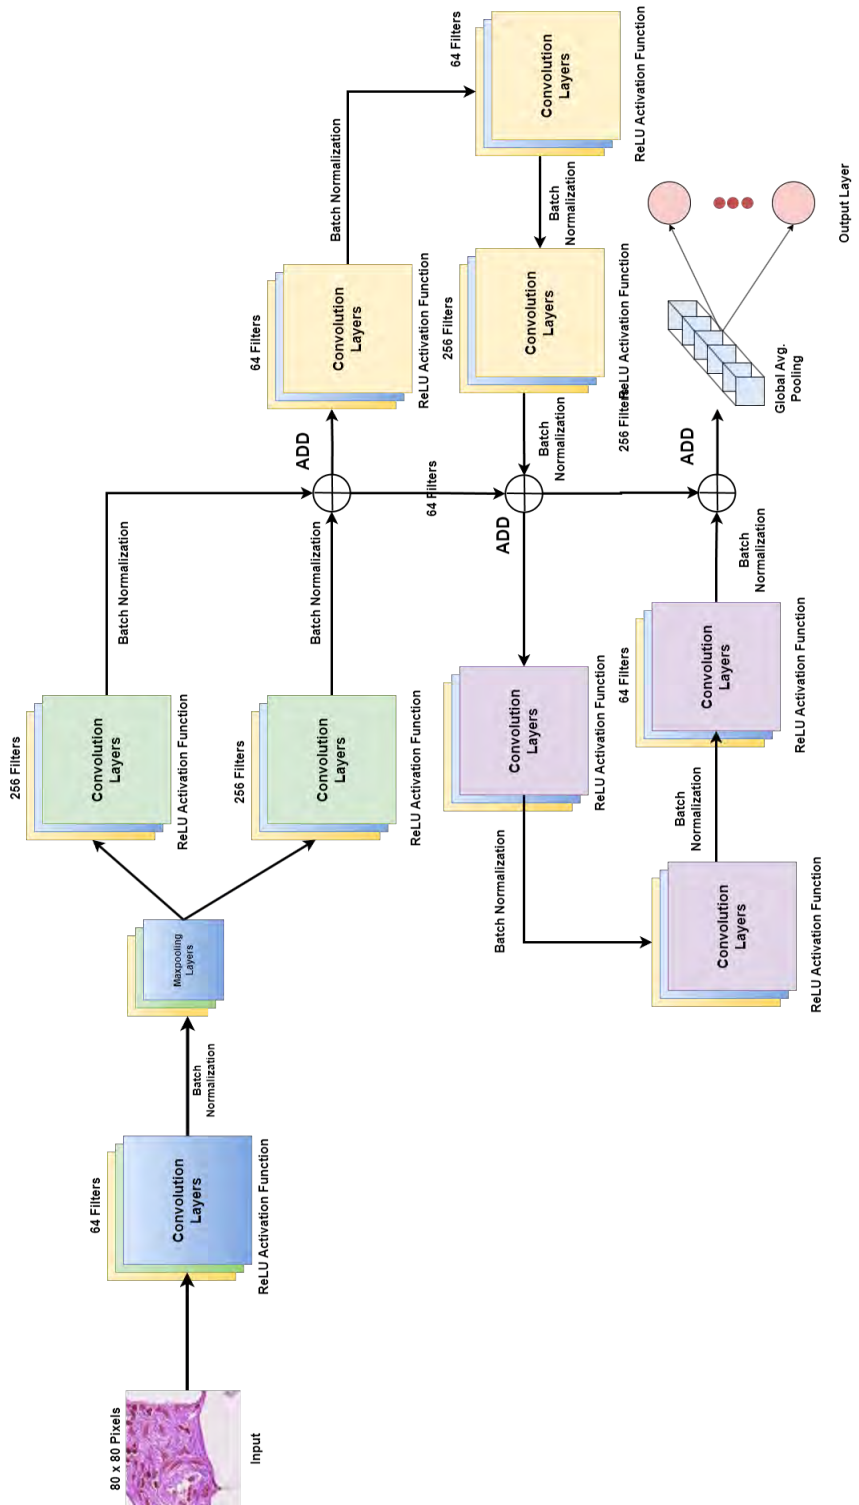 80 x 80 Pixels
Input
64 Filters
Convolution
Layers
ReLU Activation Function
Batch
Normalization
Maxpooling
Layers
256 Filters
Convolution
Layers
ReLU Activation Function
Batch Normalization
256 Filters
Convolution
Layers
ReLU Activation Function
Batch Normalization
ADD
64 Filters
Convolution
Layers
ReLU Activation Function
Batch Normalization
64 Filters
Convolution
Layers
ReLU Activation Function
Batch
Normalization
256 Filters
Convolution
Layers
ReLU Activation Function
Batch
Normalization
64 Filters
ADD
Convolution
Layers
ReLU Activation Function
Batch Normalization
Convolution
Layers
ReLU Activation Function
Batch
Normalization
64 Filters
Convolution
Layers
ReLU Activation Function
Batch
Normalization
256 Filters
ADD
Global Avg.
Pooling
Output Layer